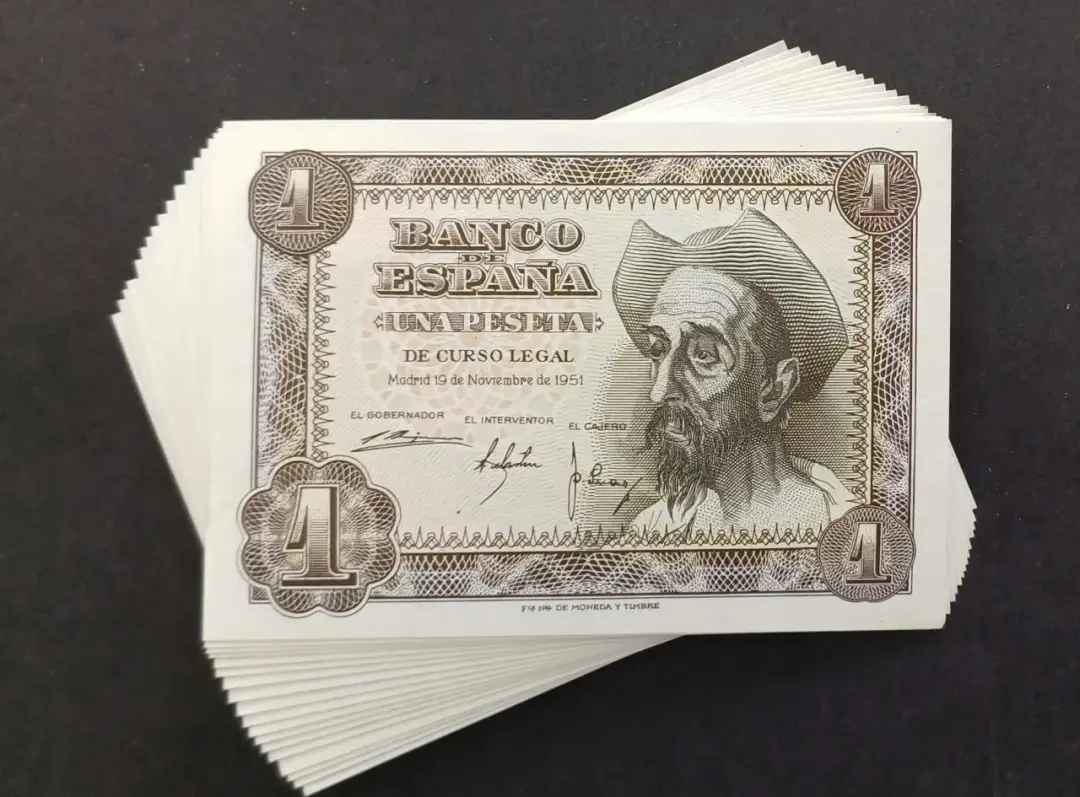 1
1
BANCO
DE
ESPAÑA
UNA PESETA
DE CURSO LEGAL
Madrid 19 de Noviembre de 1951
EL GOBERNADOR EL INTERVENTOR EL CAJERO
1
1
DE MONEDA Y TIMBRE